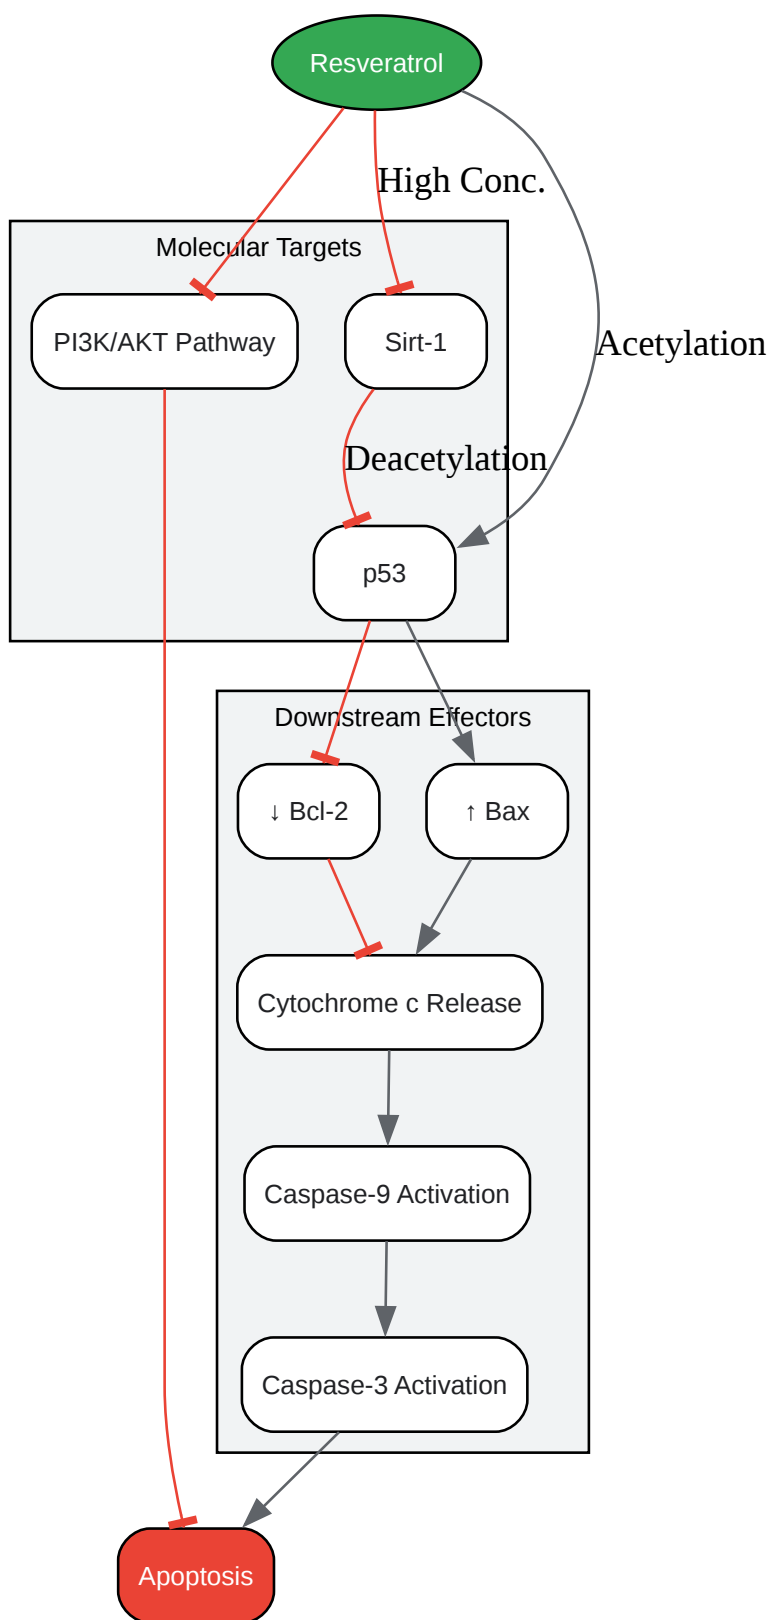 Resveratrol
High Conc.
Molecular Targets
PI3K/AKT Pathway
Sirt-1
Acetylation
Deacetylation
p53
Downstream Effectors
↓ Bcl-2
↑ Bax
Cytochrome c Release
Caspase-9 Activation
Caspase-3 Activation
Apoptosis